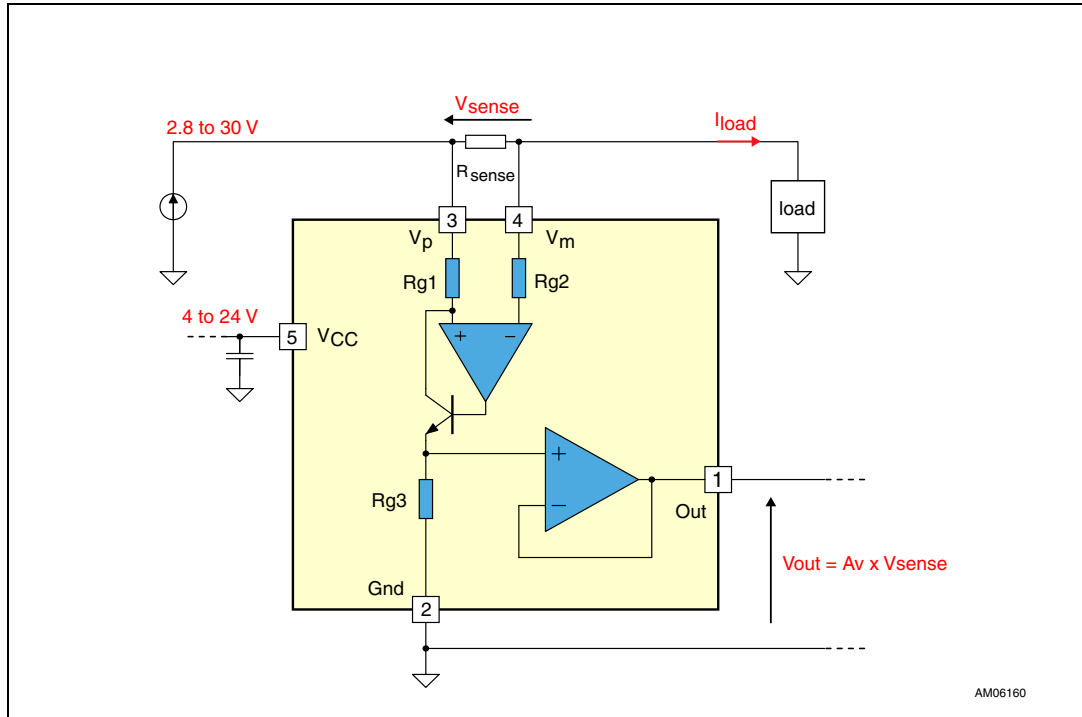 Vsense
Iload
2.8 to 30 V
Rsense
load
3
4
Vp
Vm
Rg1
Rg2
+
−
4 to 24 V
5
VCC
+
−
1
Rg3
Out
Vout = Av x Vsense
Gnd
2
AM06160